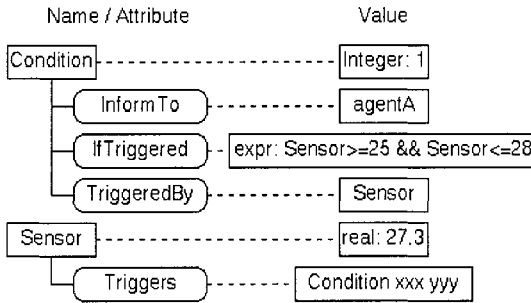 Name / Attribute Value
Condition Integer: 1
InformTo agentA
IfTriggered expr: Sensor>=25 && Sensor<=28
TriggeredBy Sensor
Sensor real: 27.3
Triggers Condition xxx yyy